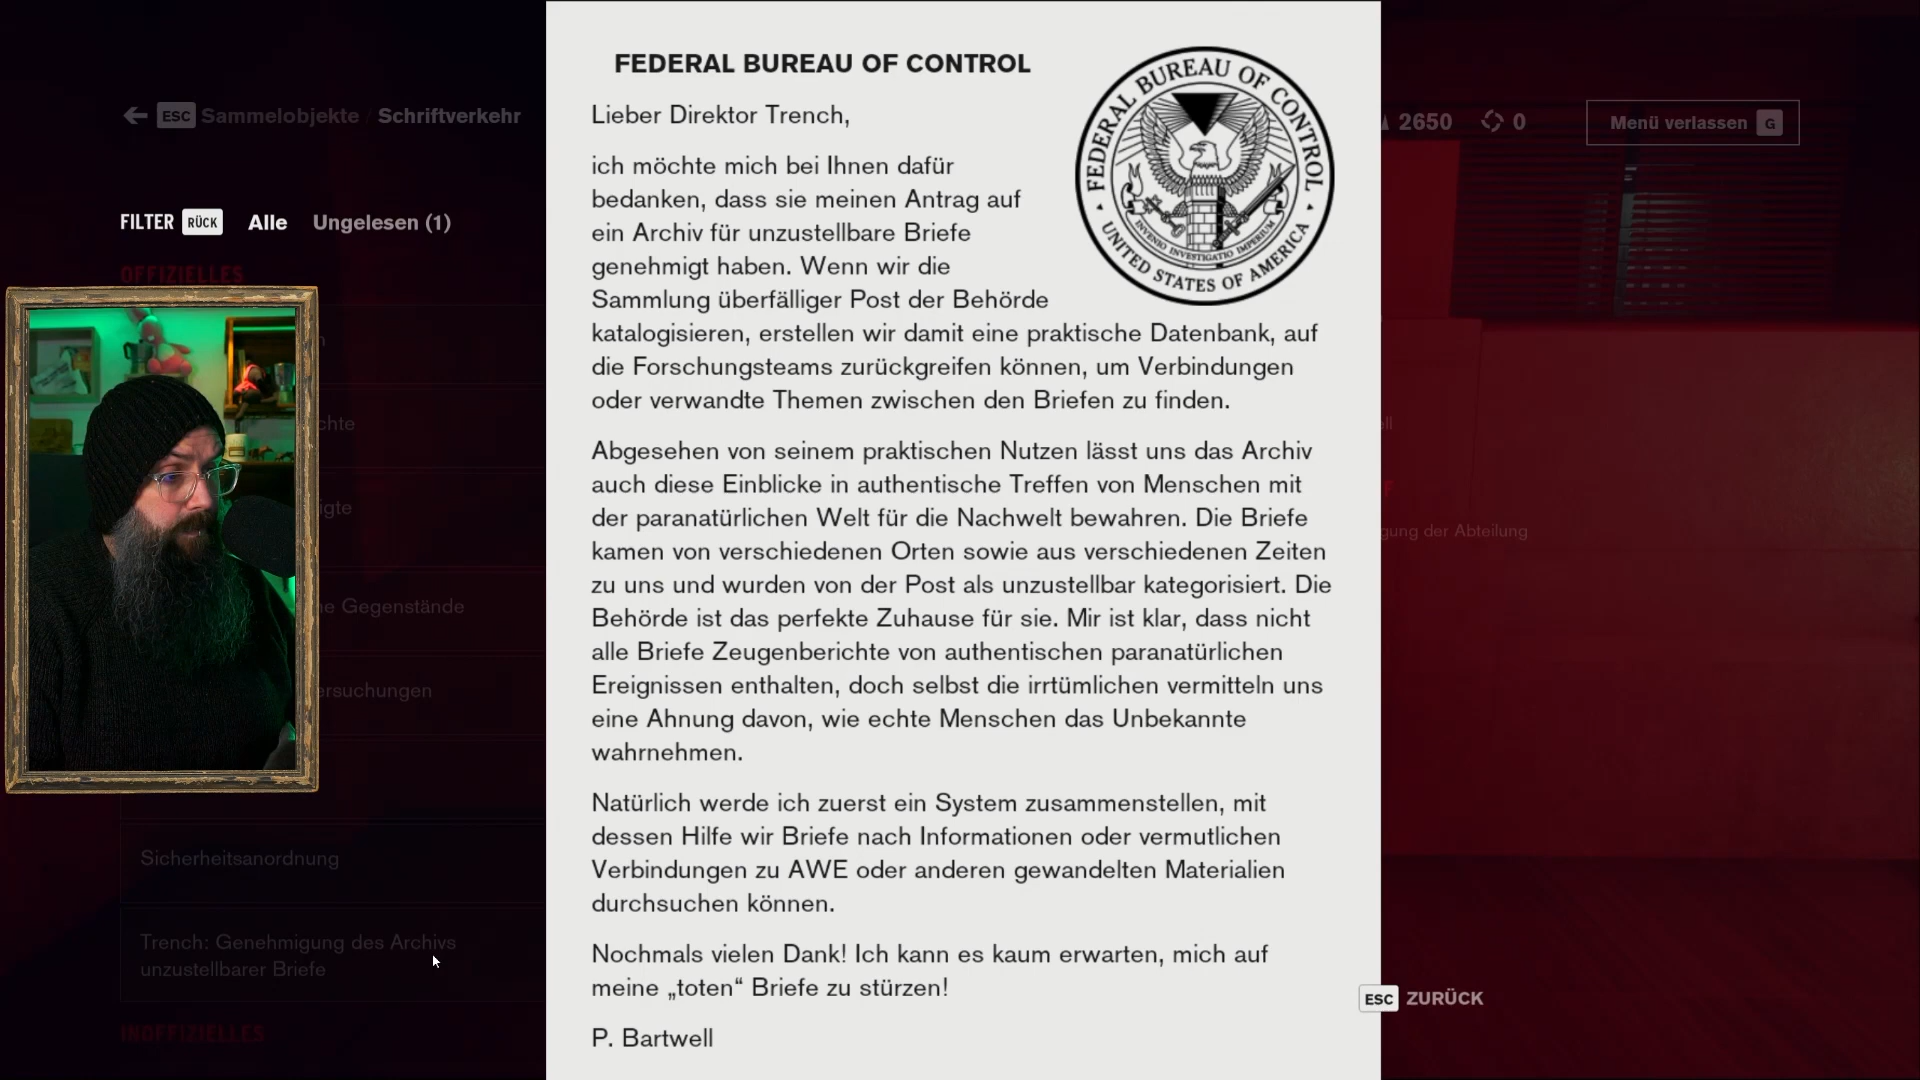 FEDERAL BUREAU OF CONTROL
FEDERAL BUREAU OF CONTROL
UNITED STATES OF AMERICA
INVENIO INVESTIGATIO IMPERIUM
Lieber Direktor Trench,
ich möchte mich bei Ihnen dafür
bedanken, dass sie meinen Antrag auf
ein Archiv für unzustellbare Briefe
genehmigt haben. Wenn wir die
Sammlung überfälliger Post der Behörde
katalogisieren, erstellen wir damit eine praktische Datenbank, auf
die Forschungsteams zurückgreifen können, um Verbindungen
oder verwandte Themen zwischen den Briefen zu finden.
Abgesehen von seinem praktischen Nutzen lässt uns das Archiv
auch diese Einblicke in authentische Treffen von Menschen mit
der paranatürlichen Welt für die Nachwelt bewahren. Die Briefe
kamen von verschiedenen Orten sowie aus verschiedenen Zeiten
zu uns und wurden von der Post als unzustellbar kategorisiert. Die
Behörde ist das perfekte Zuhause für sie. Mir ist klar, dass nicht
alle Briefe Zeugenberichte von authentischen paranatürlichen
Ereignissen enthalten, doch selbst die irrtümlichen vermitteln uns
eine Ahnung davon, wie echte Menschen das Unbekannte
wahrnehmen.
Natürlich werde ich zuerst ein System zusammenstellen, mit
dessen Hilfe wir Briefe nach Informationen oder vermutlichen
Verbindungen zu AWE oder anderen gewandelten Materialien
durchsuchen können.
Nochmals vielen Dank! Ich kann es kaum erwarten, mich auf
meine „toten“ Briefe zu stürzen!
P. Bartwell
ESC Sammelobjekte / Schriftverkehr
FILTER RÜCK Alle Ungelesen (1)
OFFIZIELLES
Gegenstände
Sicherheitsanordnung
Trench: Genehmigung des Archivs
unzustellbarer Briefe
INOFFIZIELLES
2650 0
Menü verlassen G
der Abteilung
ESC ZURÜCK